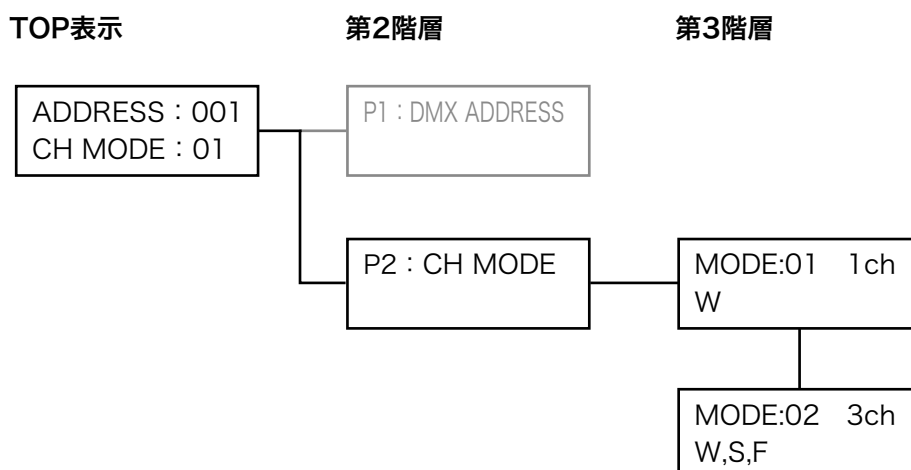 TOP表示
第2階層
第3階層
ADDRESS：001
CH MODE：01
P1：DMX ADDRESS
P2：CH MODE
MODE:01 1ch
W
MODE:02 3ch
W,S,F